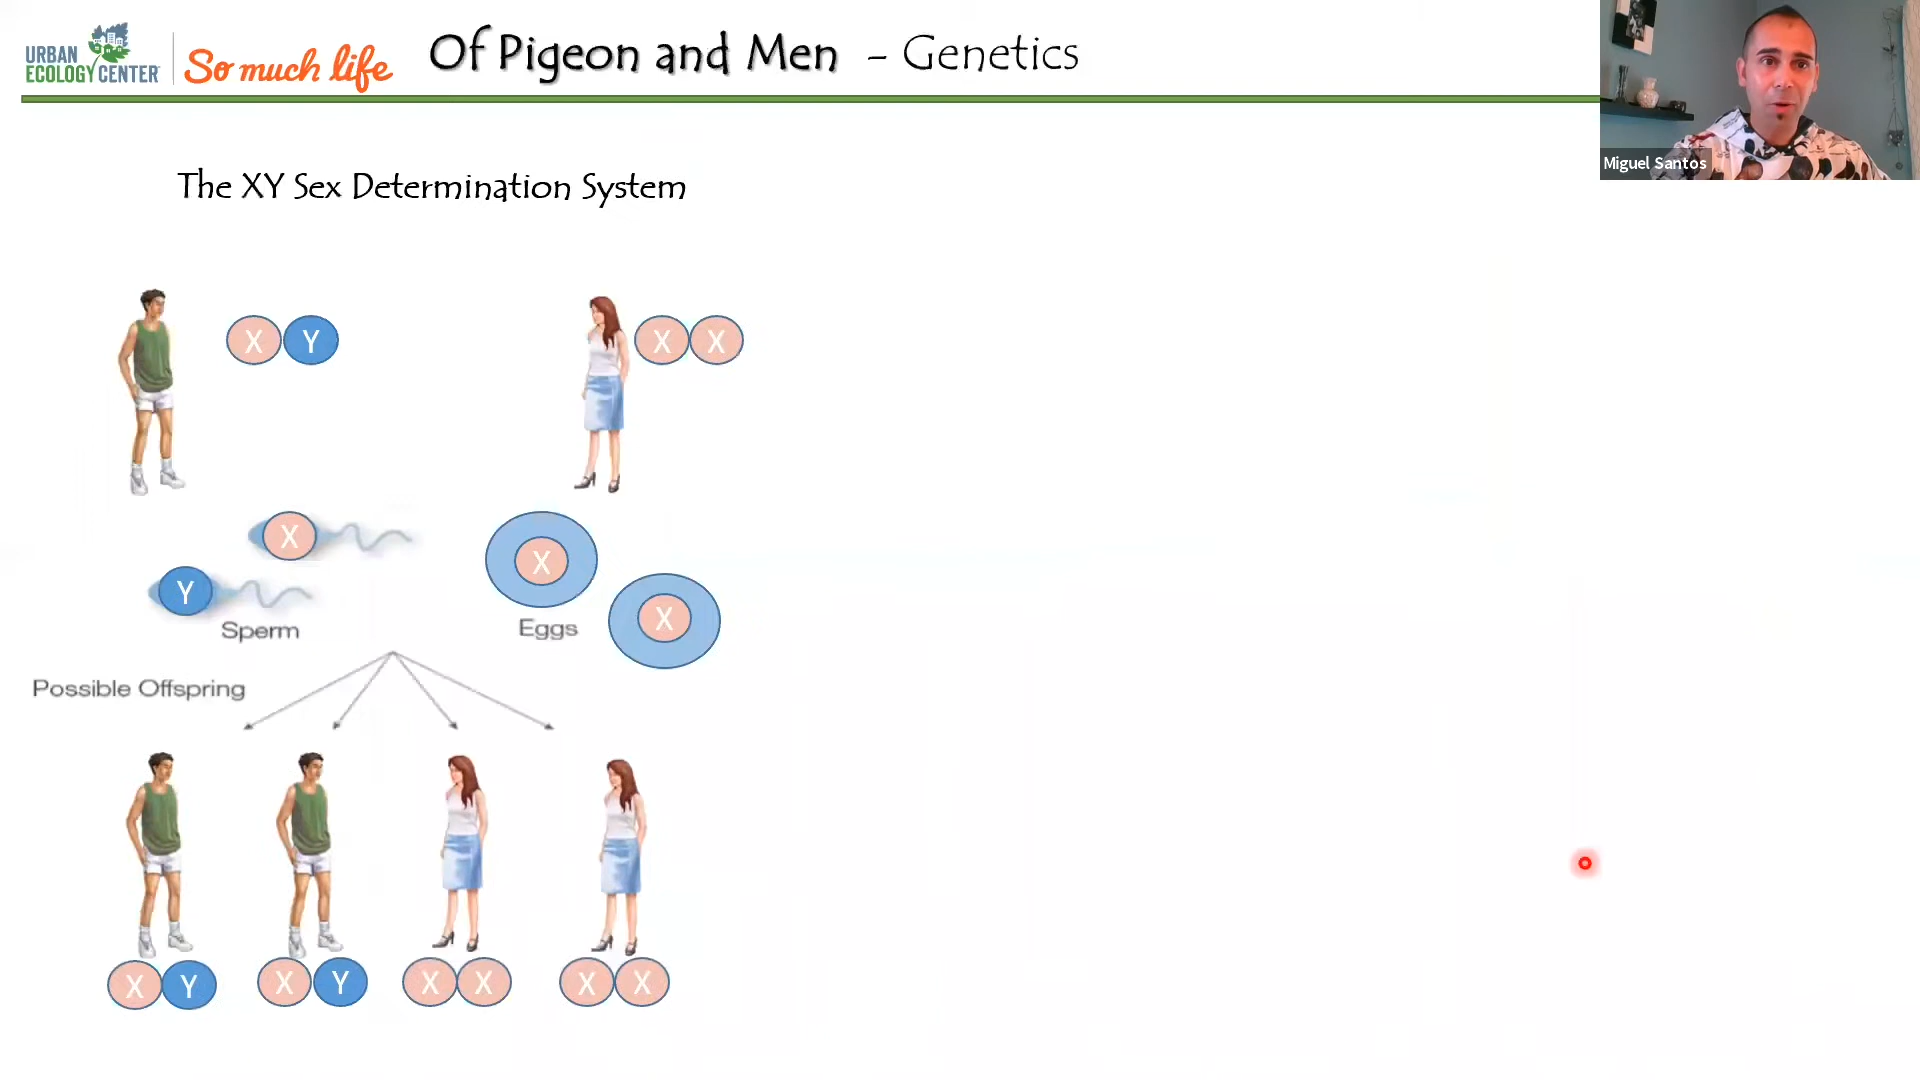 URBAN
ECOLOGY CENTER
So much life
Of Pigeon and Men – Genetics
Miguel Santos
The XY Sex Determination System
X Y
X X
X
X
Y
X
Sperm
Eggs
Possible Offspring
X Y
X Y
X X
X X